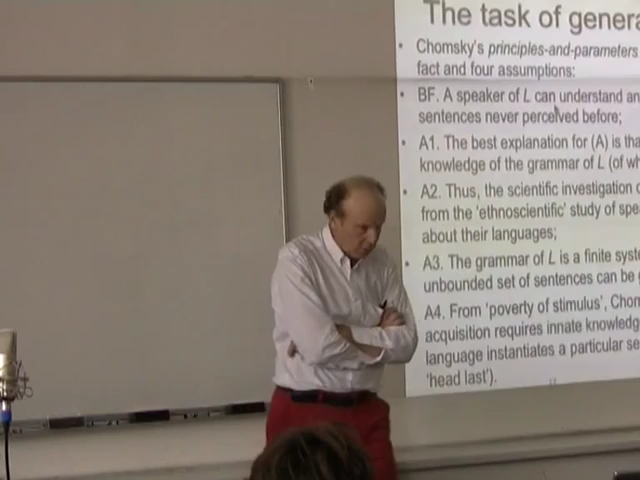 The task of genera
• Chomsky's principles-and-parameters
fact and four assumptions:
• BF. A speaker of L can understand an
sentences never perceived before;
• A1. The best explanation for (A) is tha
knowledge of the grammar of L (of wh
• A2. Thus, the scientific investigation o
from the 'ethnoscientific' study of spe
about their languages;
• A3. The grammar of L is a finite syste
unbounded set of sentences can be g
A4. From 'poverty of stimulus', Chom
acquisition requires innate knowledg
language instantiates a particular se
'head last').